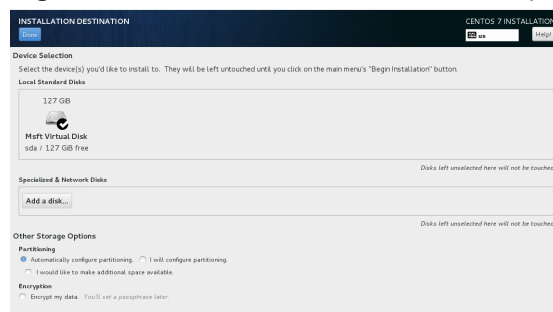 INSTALLATION DESTINATION
CENTOS 7 INSTALLATION
Done
us
Help!
Device Selection
Select the device(s) you'd like to install to. They will be left untouched until you click on the main menu's "Begin Installation" button.
Local Standard Disks
127 GiB
Msft Virtual Disk
sda / 127 GiB free
Disks left unselected here will not be touched
Specialized & Network Disks
Add a disk...
Disks left unselected here will not be touched
Other Storage Options
Partitioning
Automatically configure partitioning. I will configure partitioning.
I would like to make additional space available.
Encryption
Encrypt my data. You'll set a passphrase later.